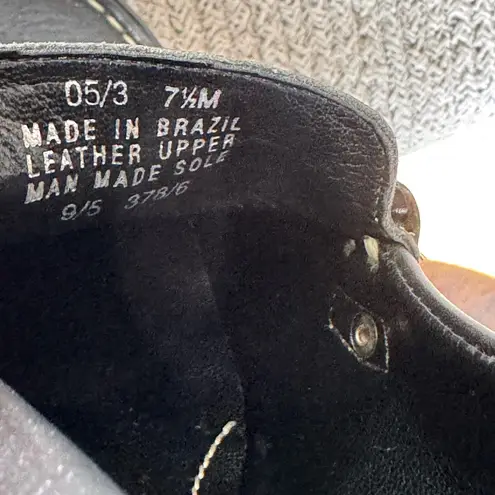 05/3 7½M
MADE IN BRAZIL
LEATHER UPPER
MAN MADE SOLE
9/5 378/6